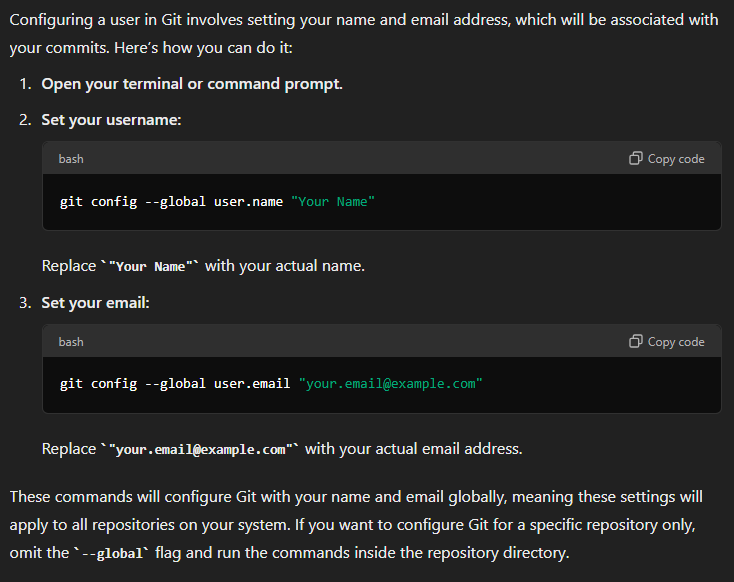 Configuring a user in Git involves setting your name and email address, which will be associated with
your commits. Here's how you can do it:
1. Open your terminal or command prompt.
2. Set your username:
bash Copy code
git config --global user.name "Your Name"
Replace `"Your Name"` with your actual name.
3. Set your email:
bash Copy code
git config --global user.email "your.email@example.com"
Replace `"your.email@example.com"` with your actual email address.
These commands will configure Git with your name and email globally, meaning these settings will
apply to all repositories on your system. If you want to configure Git for a specific repository only,
omit the `--global` flag and run the commands inside the repository directory.